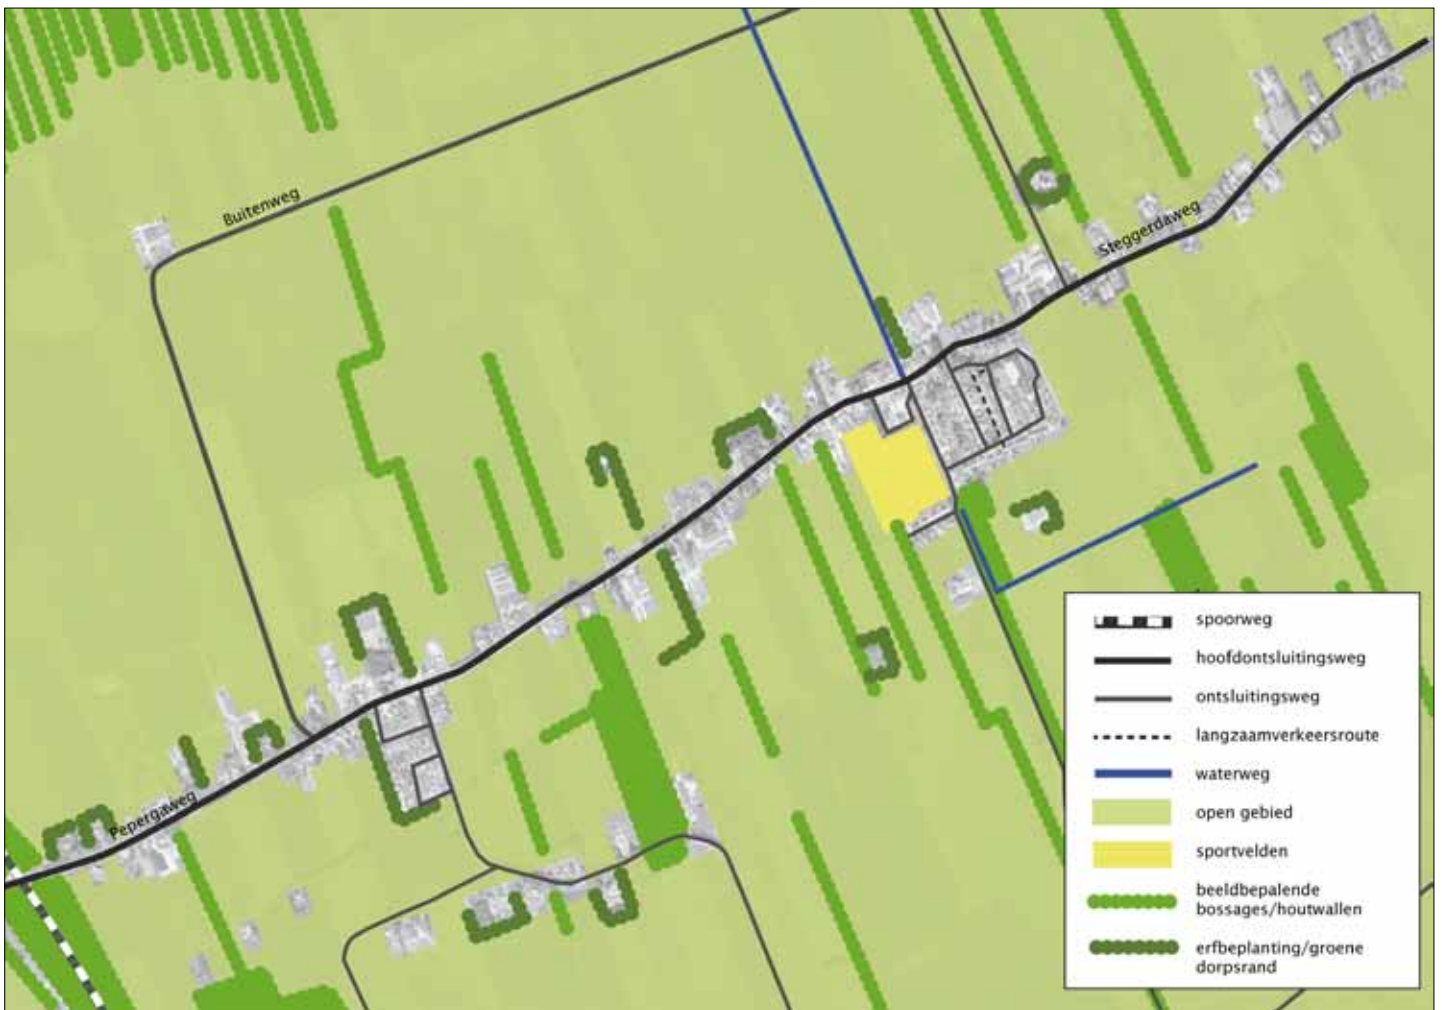 Buitenweg
Steggerdaweg
Pepergaweg
spoorweg
hoofdontsluitingsweg
ontsluitingsweg
langzaamverkeersroute
waterweg
open gebied
sportvelden
beeldbepalende
bossages/houtwallen
erfbeplanting/groene
dorpsrand